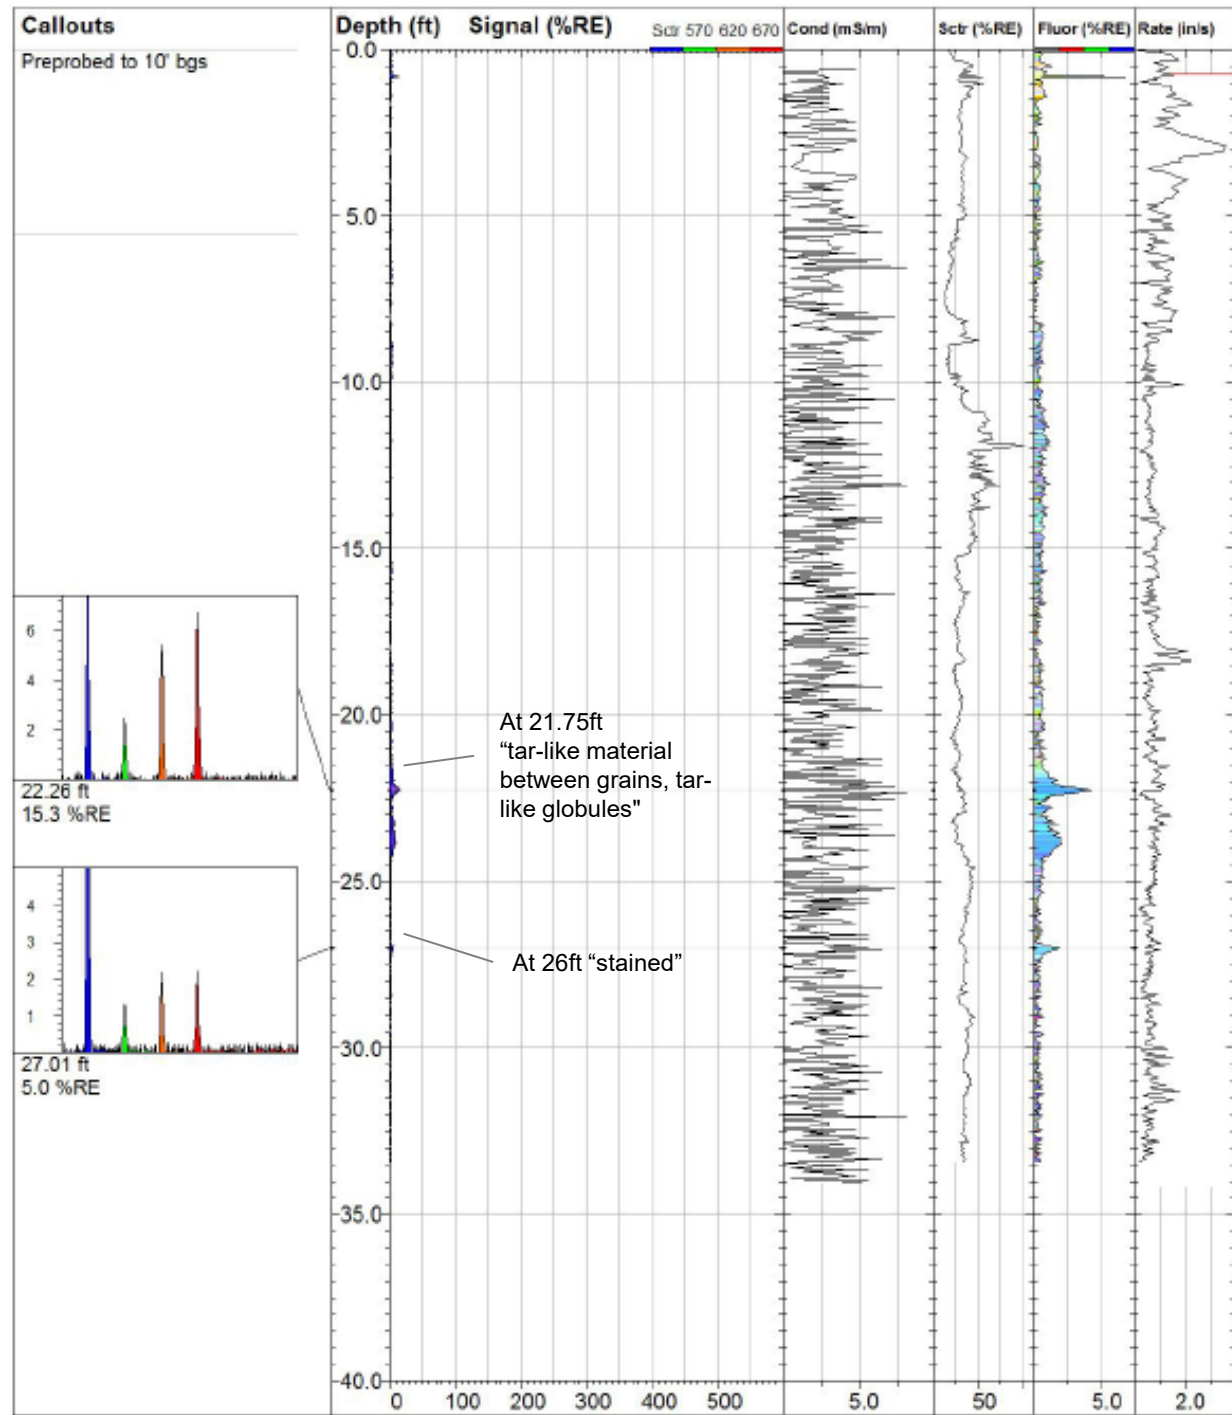 Callouts
Depth (ft) Signal (%RE) Sctr 570 620 670 Cond (mS/m) Sctr (%RE) Fluor (%RE) Rate (in/s)
Preprobed to 10' bgs
0.0
5.0
10.0
15.0
20.0
25.0
30.0
35.0
40.0
6
4
2
22.26 ft
15.3 %RE
4
3
2
1
27.01 ft
5.0 %RE
At 21.75ft
“tar-like material
between grains, tar-
like globules"
At 26ft “stained”
0 100 200 300 400 500 5.0 50 5.0 2.0